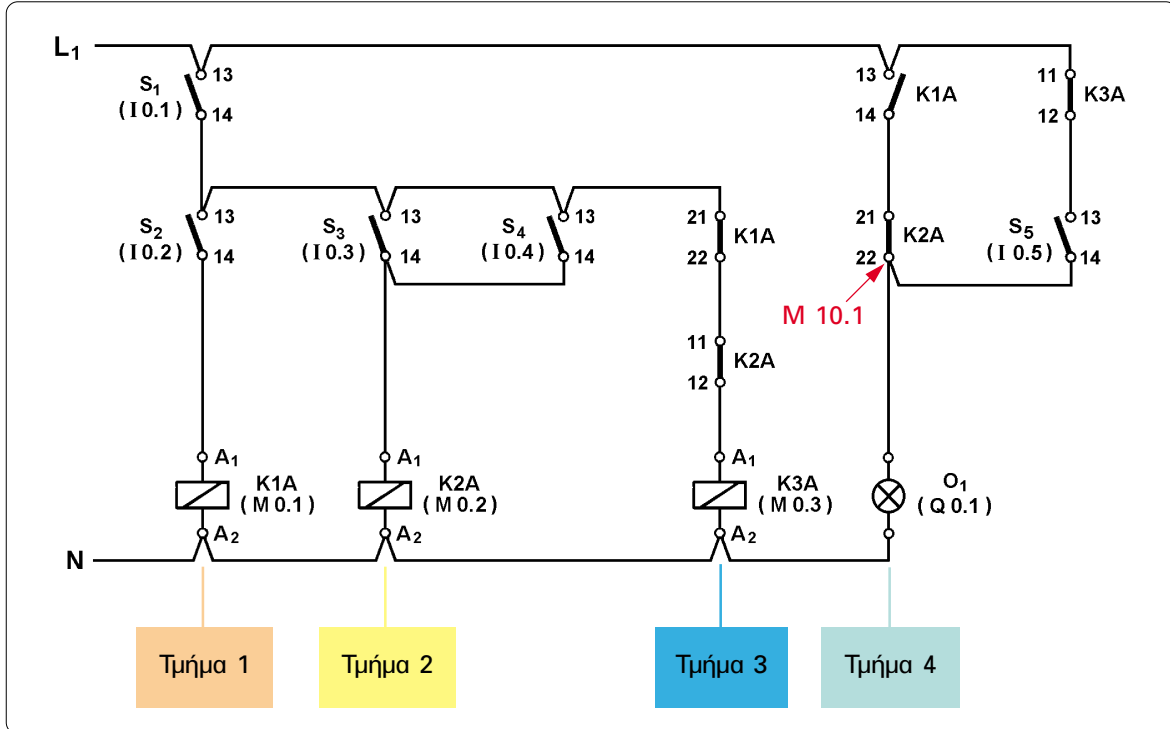 L1
S1
(I 0.1)
13
14
13
14
K1A
11
12
K3A
S2
(I 0.2)
13
14
S3
(I 0.3)
13
14
S4
(I 0.4)
13
14
21
22
K1A
21
22
K2A
S5
(I 0.5)
13
14
M 10.1
11
12
K2A
A1
K1A
(M 0.1)
A2
A1
K2A
(M 0.2)
A2
A1
K3A
(M 0.3)
A2
O1
(Q 0.1)
N
Τμήμα 1
Τμήμα 2
Τμήμα 3
Τμήμα 4